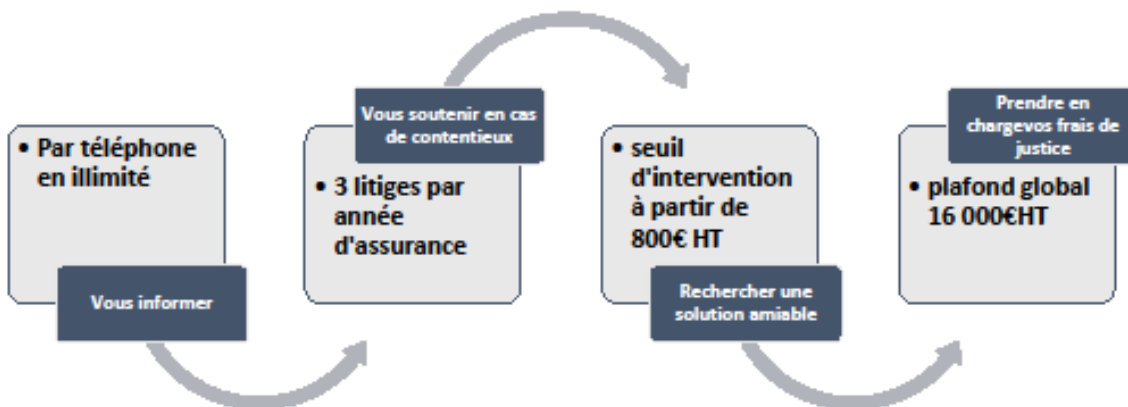 • Par téléphone
en illimité
Vous informer
Vous soutenir en cas
de contentieux
• 3 litiges par
année
d'assurance
• seuil
d'intervention
à partir de
800€ HT
Rechercher une
solution amiable
Prendre en
chargevos frais de
justice
• plafond global
16 000€HT